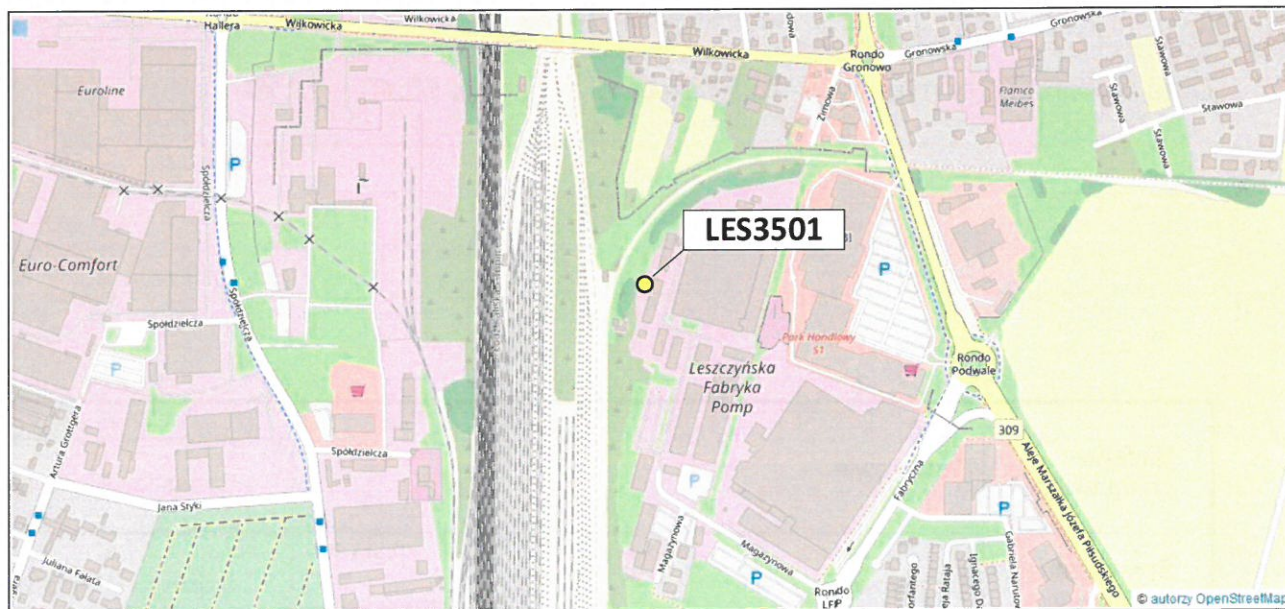 Rondo
Hallera
Wilkowicka
Wilkowicka
Wilkowicka
Rondo
Gronowo
Gronowska
Gronowska
Stawowa
Stawowa
Stawowa
Stawowa
Euroline
Zimowa
Flamco
Meibes
P
Spółdzielcza
LES3501
Euro-Comfort
P
Spółdzielcza
Spółdzielcza
Park Handlowy
S1
Rondo
Podwale
P
Leszczyńska
Fabryka
Pomp
309
Artura Grottgera
Spółdzielcza
Fabryczna
Aleje Marszałka Józefa Piłsudskiego
P
P
Jana Styki
Magazynowa
Magazynowa
P
Juliana Fałata
Rondo
LFP
© autorzy OpenStreetMap